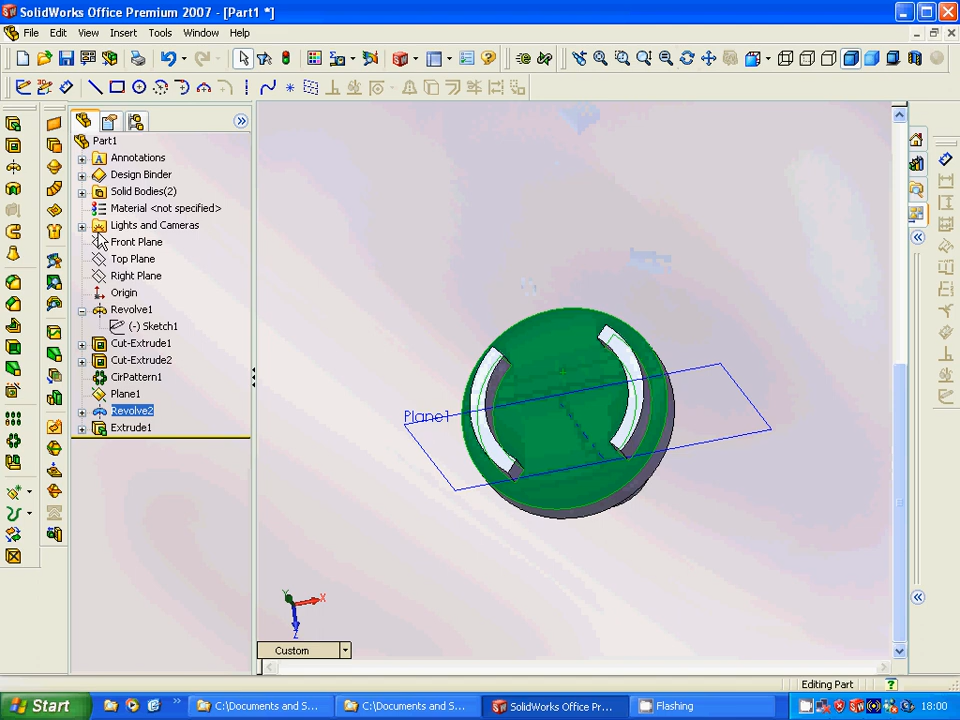 SolidWorks Office Premium 2007 - [Part1 *]
File Edit View Insert Tools Window Help
Part1
Annotations
Design Binder
Solid Bodies(2)
Material <not specified>
Lights and Cameras
Front Plane
Top Plane
Right Plane
Origin
Revolve1
(-) Sketch1
Cut-Extrude1
Cut-Extrude2
CirPattern1
Plane1
Revolve2
Extrude1
Plane1
Y X
Z
Custom
Editing Part
Start C:\Documents and S... C:\Documents and S... SolidWorks Office Pr... Flashing 18:00